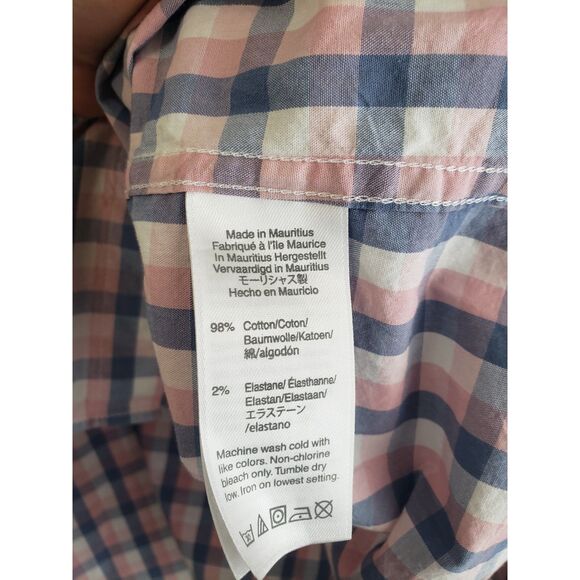 Made in Mauritius
Fabriqué à l'île Maurice
In Mauritius Hergestellt
Vervaardigd in Mauritius
モーリシャス製
Hecho en Mauricio
98% Cotton/Coton/
Baumwolle/Katoen/
綿/algodón
2% Elastane/ Élasthanne/
Elastan/Elastaan/
エラステーン/
/elastano
Machine wash cold with
like colors. Non-chlorine
bleach only. Tumble dry
low. Iron on lowest setting.